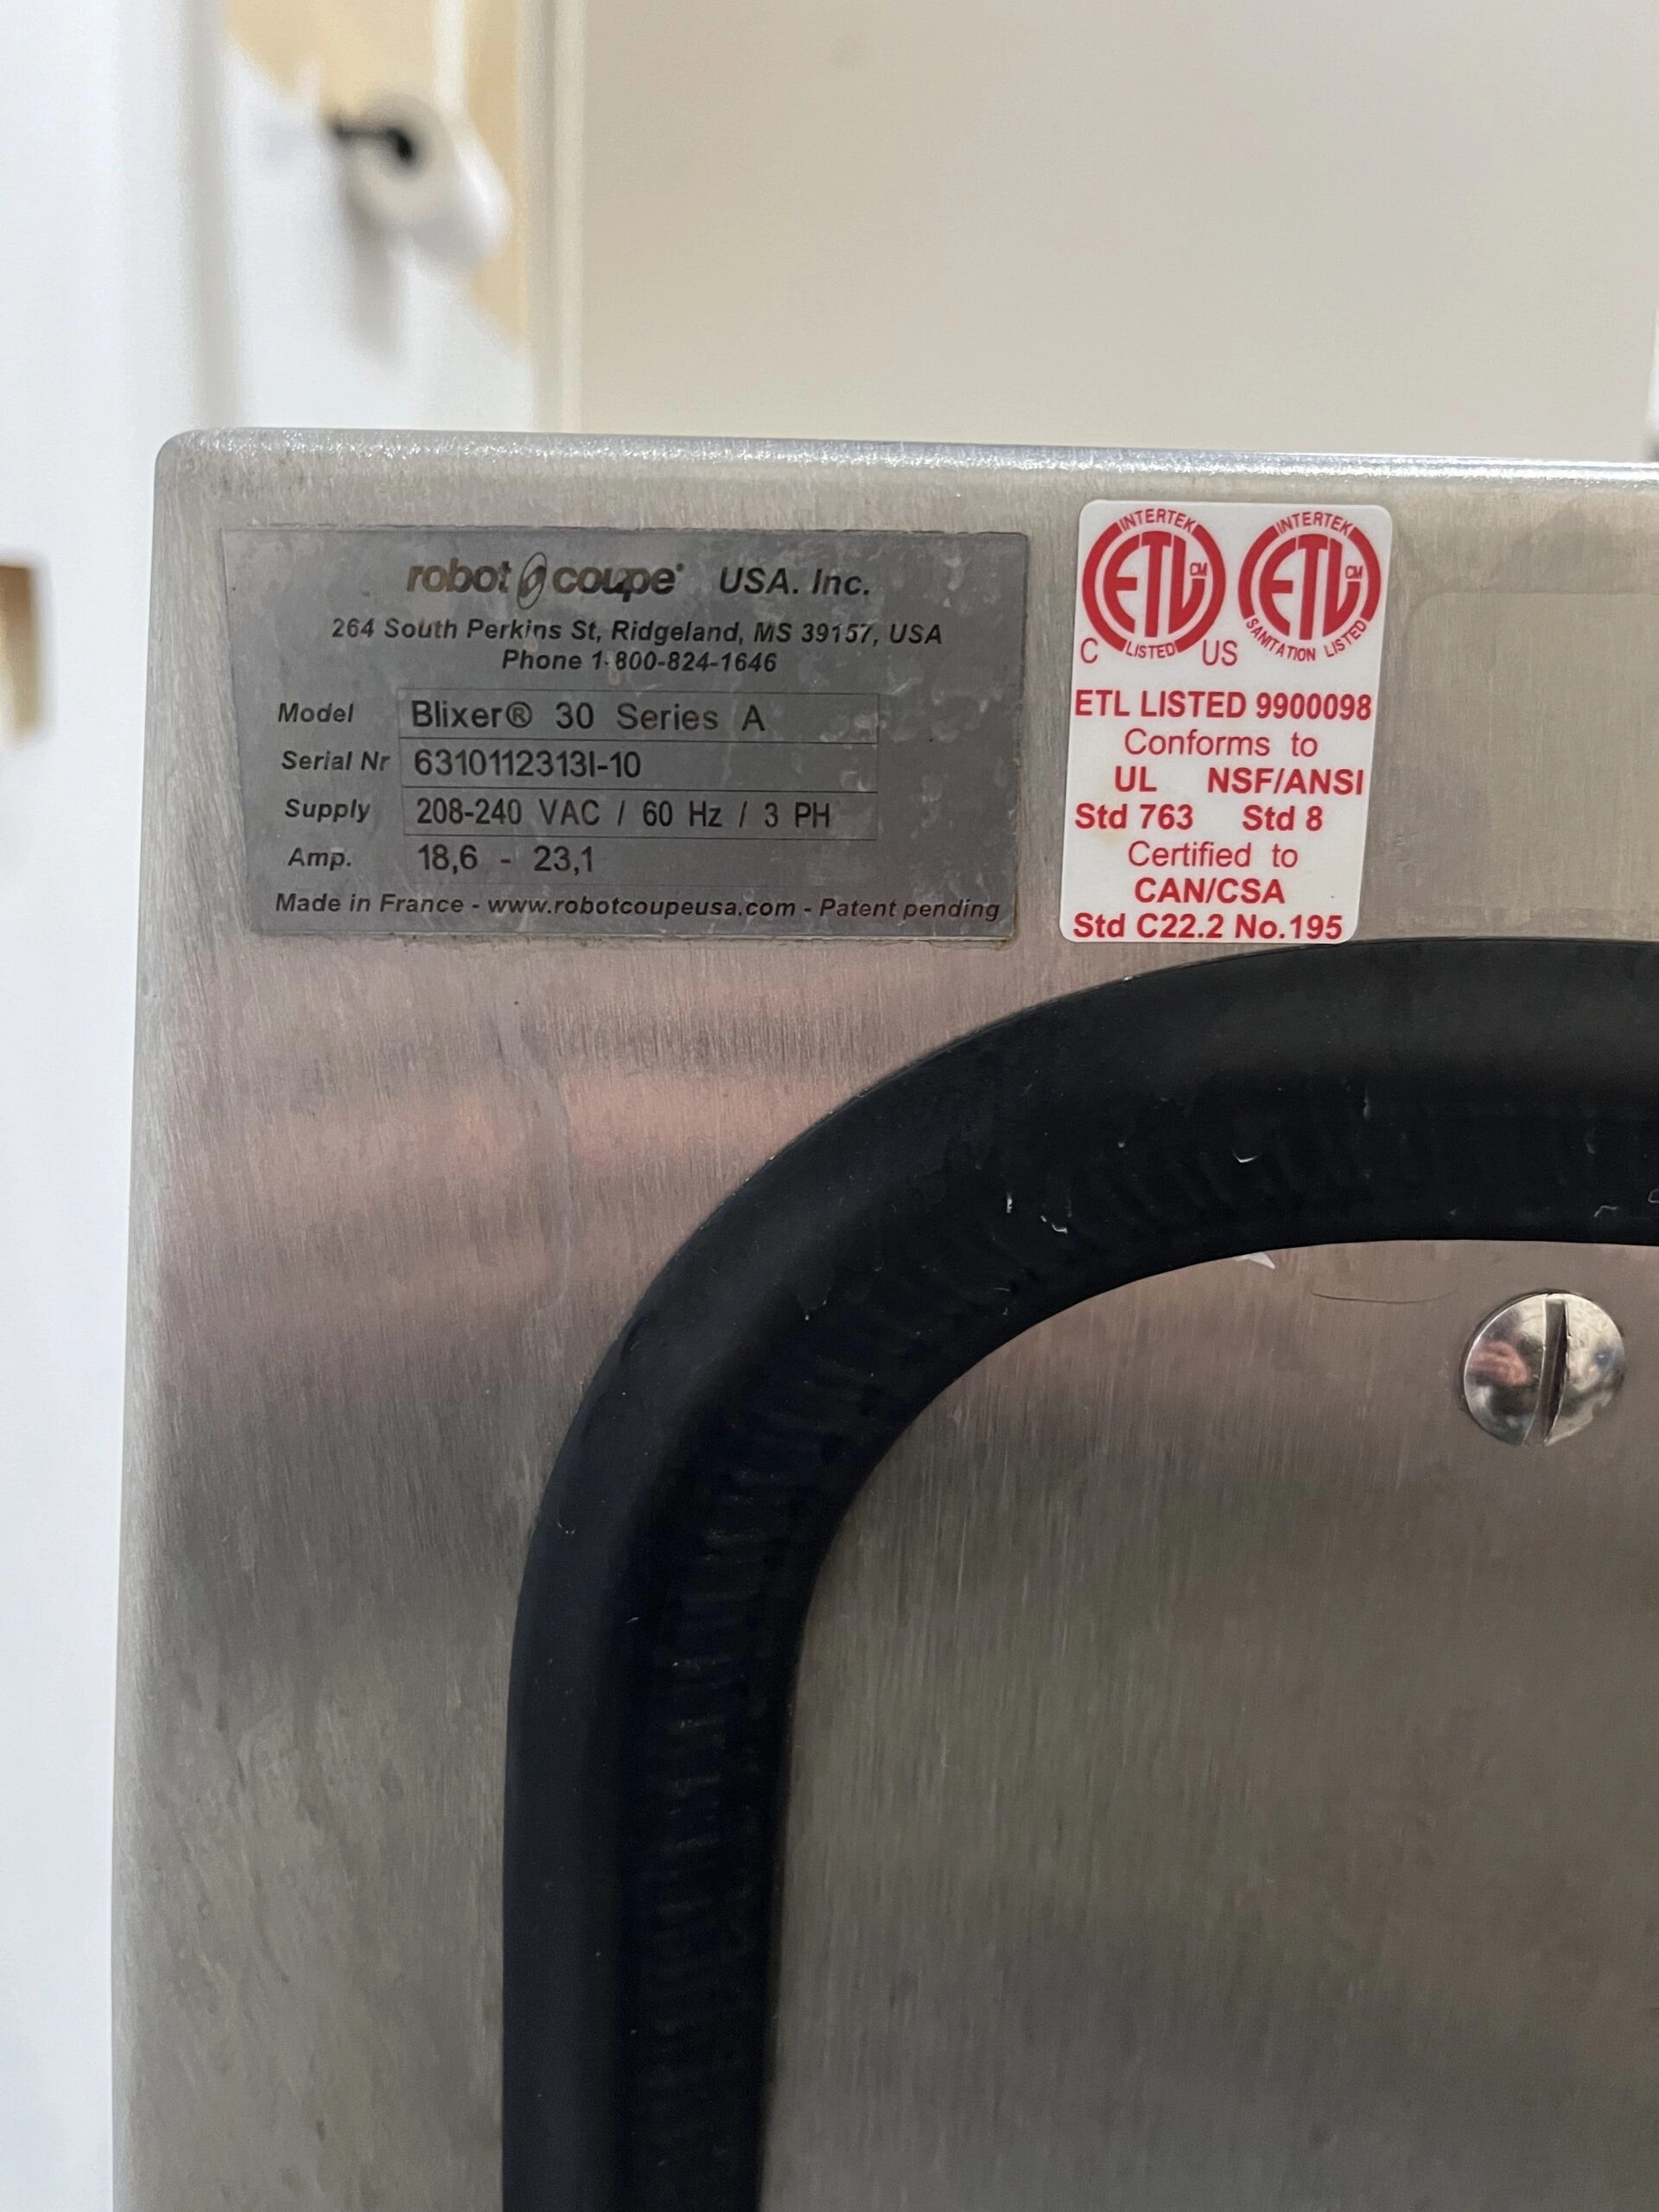 robot coupe® USA. Inc.
264 South Perkins St, Ridgeland, MS 39157, USA
Phone 1-800-824-1646
Model Blixer® 30 Series A
Serial Nr 6310112313I-10
Supply 208-240 VAC / 60 Hz / 3 PH
Amp. 18,6 - 23,1
Made in France - www.robotcoupeusa.com - Patent pending
INTERTEK INTERTEK
ETL CM ETL CM
C LISTED US SANITATION LISTED
ETL LISTED 9900098
Conforms to
UL NSF/ANSI
Std 763 Std 8
Certified to
CAN/CSA
Std C22.2 No.195